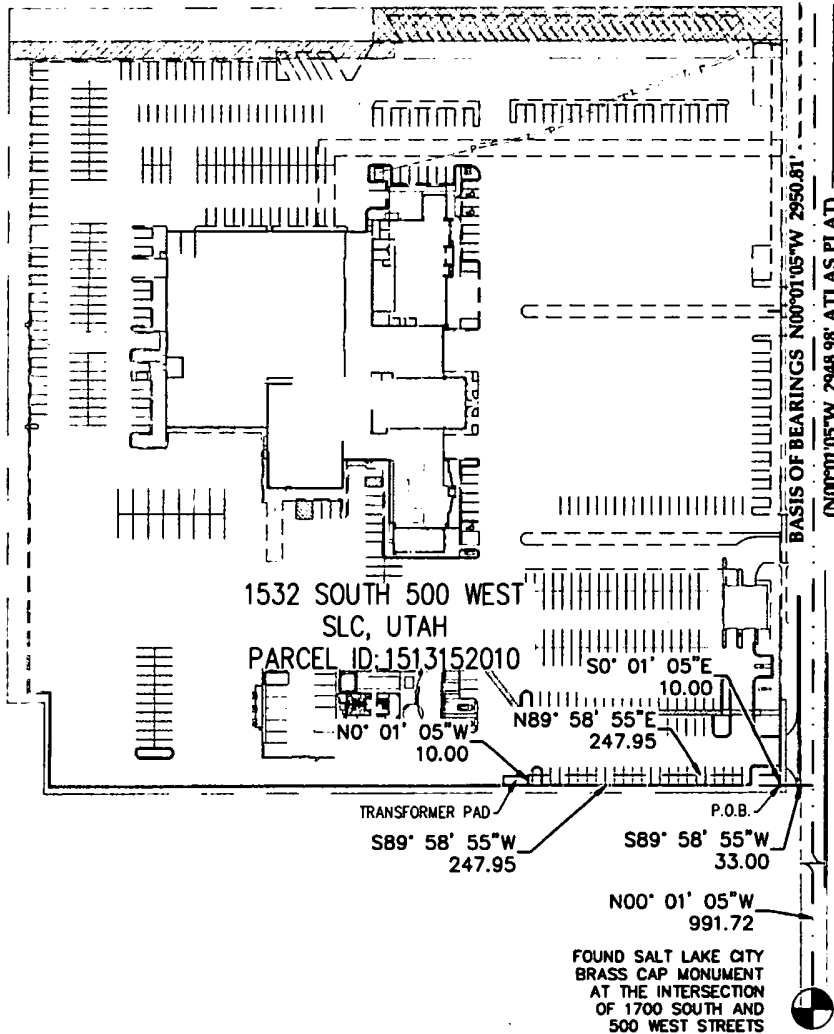 BASIS OF BEARINGS N00°01'05"W 2950.81'
(N00°01'05"W 2948.98' ATLAS PLAT)
1532 SOUTH 500 WEST
SLC, UTAH
PARCEL ID: 1513152010
S0° 01' 05"E
10.00
N89° 58' 55"E
247.95
N0° 01' 05"W
10.00
TRANSFORMER PAD
P.O.B.
S89° 58' 55"W
247.95
S89° 58' 55"W
33.00
N00° 01' 05"W
991.72
FOUND SALT LAKE CITY
BRASS CAP MONUMENT
AT THE INTERSECTION
OF 1700 SOUTH AND
500 WEST STREETS